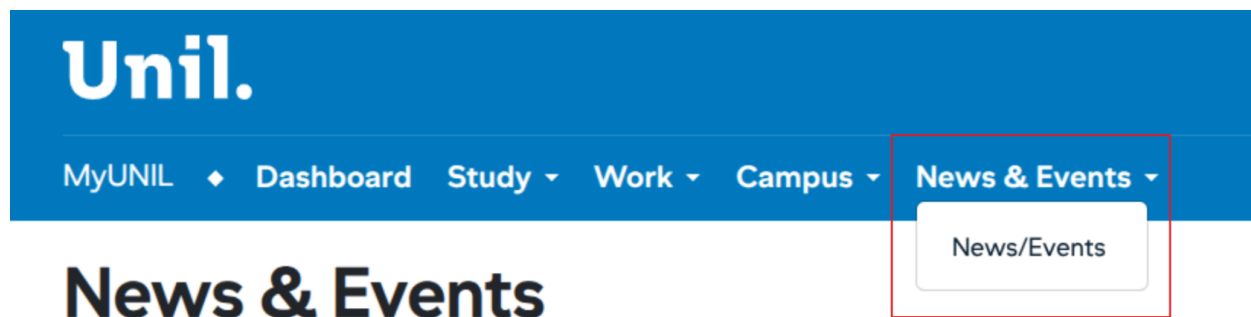 Unil.
MyUNIL ◆ Dashboard Study Work Campus News & Events
News/Events
News & Events